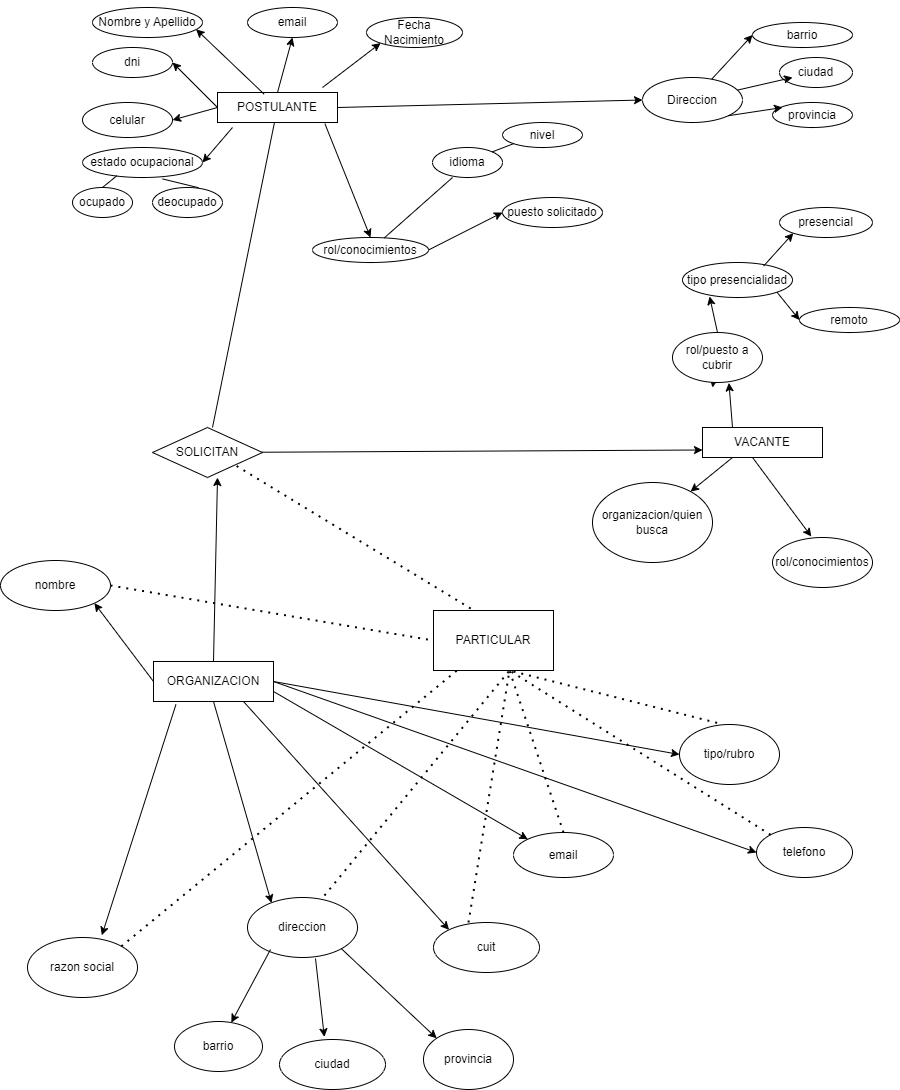 Nombre y Apellido
email
Fecha
Nacimiento
barrio
dni
ciudad
POSTULANTE
Direccion
celular
provincia
nivel
estado ocupacional
idioma
ocupado
deocupado
puesto solicitado
presencial
rol/conocimientos
tipo presencialidad
remoto
rol/puesto a
cubrir
SOLICITAN
VACANTE
organizacion/quien
busca
rol/conocimientos
nombre
PARTICULAR
ORGANIZACION
tipo/rubro
email
telefono
direccion
cuit
razon social
barrio
ciudad
provincia